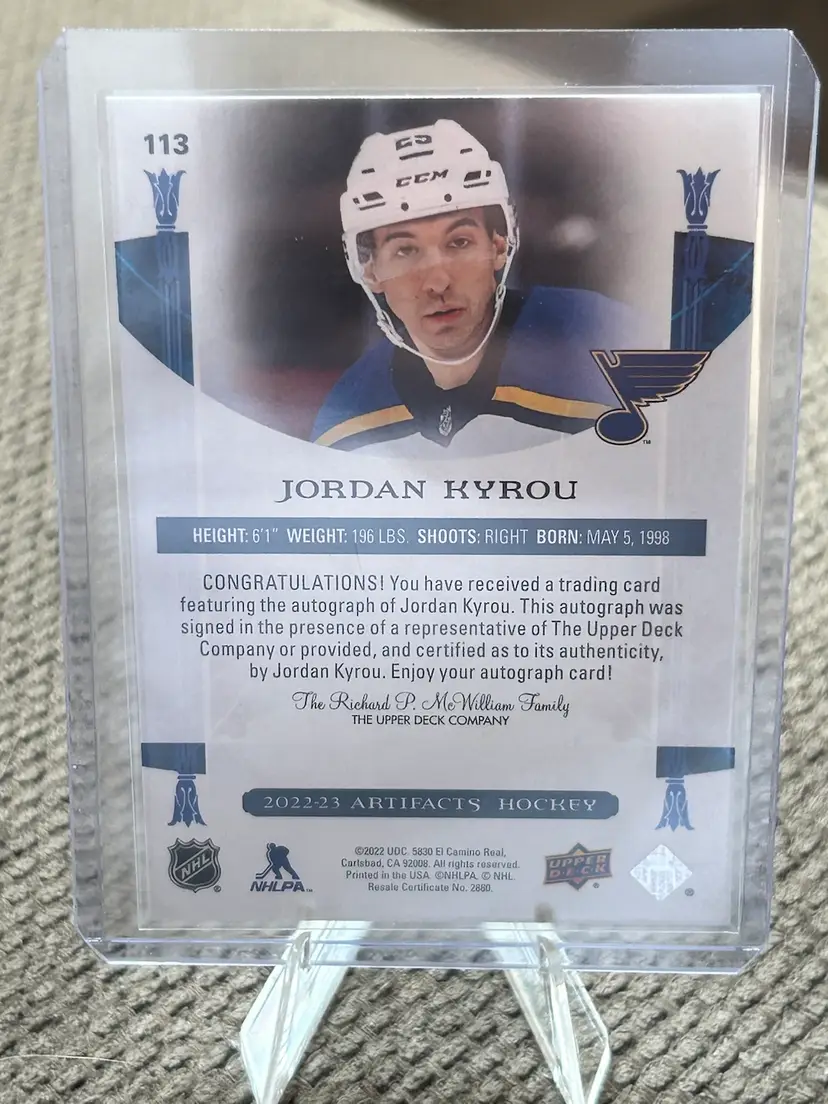 113
25
CCM
TM
JORDAN KYROU
HEIGHT: 6'1" WEIGHT: 196 LBS. SHOOTS: RIGHT BORN: MAY 5, 1998
CONGRATULATIONS! You have received a trading card
featuring the autograph of Jordan Kyrou. This autograph was
signed in the presence of a representative of The Upper Deck
Company or provided, and certified as to its authenticity,
by Jordan Kyrou. Enjoy your autograph card!
The Richard P. McWilliam Family
THE UPPER DECK COMPANY
2022-23 ARTIFACTS HOCKEY
NHL ®
NHLPA™
©2022 UDC. 5830 El Camino Real,
Carlsbad, CA 92008. All rights reserved.
Printed in the USA. ©NHLPA. © NHL.
Resale Certificate No. 2880.
UPPER
DECK ®
®